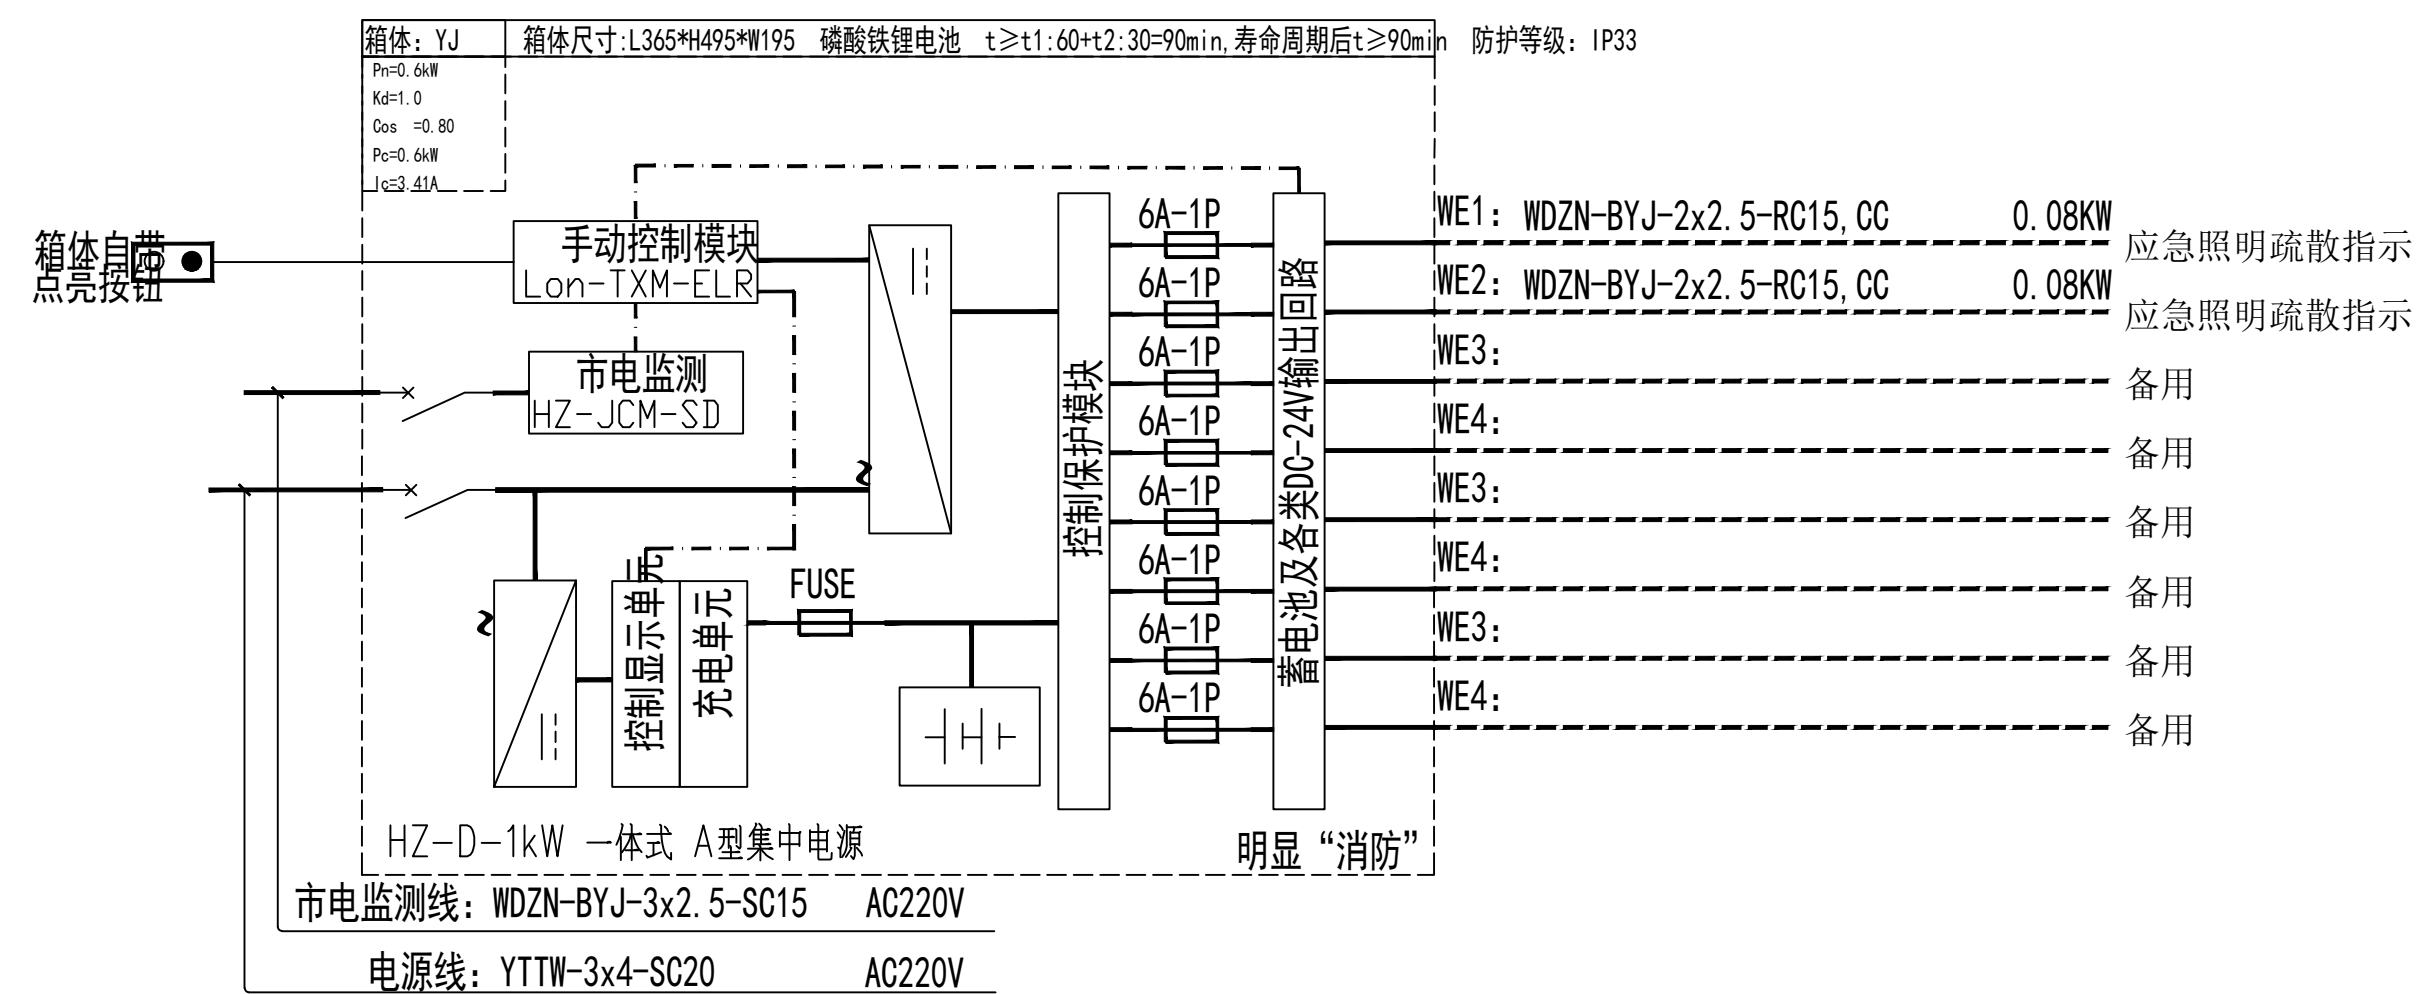 箱体: YJ
箱体尺寸:L365*H495*W195 磷酸铁锂电池 t≥t1:60+t2:30=90min,寿命周期后t≥90min 防护等级: IP33
Pn=0.6kW
Kd=1.0
Cos =0.80
Pc=0.6kW
Ic=3.41A
箱体自带
点亮按钮
手动控制模块
Lon-TXM-ELR
市电监测
HZ-JCM-SD
控制显示单元
充电单元
FUSE
控制保护模块
6A-1P
6A-1P
6A-1P
6A-1P
6A-1P
6A-1P
6A-1P
6A-1P
蓄电池及各类DC-24V输出回路
WE1: WDZN-BYJ-2x2.5-RC15,CC 0.08KW 应急照明疏散指示
WE2: WDZN-BYJ-2x2.5-RC15,CC 0.08KW 应急照明疏散指示
WE3: 备用
WE4: 备用
WE3: 备用
WE4: 备用
WE3: 备用
WE4: 备用
HZ-D-1kW 一体式 A型集中电源
明显“消防”
市电监测线: WDZN-BYJ-3x2.5-SC15 AC220V
电源线: YTTW-3x4-SC20 AC220V